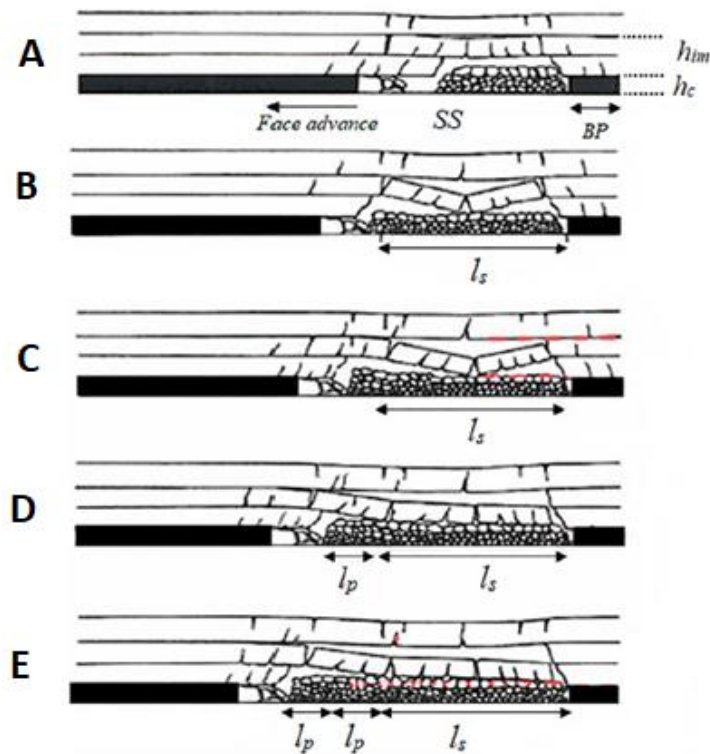 A
h_im
h_c
Face advance SS BP
B
l_s
C
l_s
D
l_p l_s
E
l_p l_p l_s